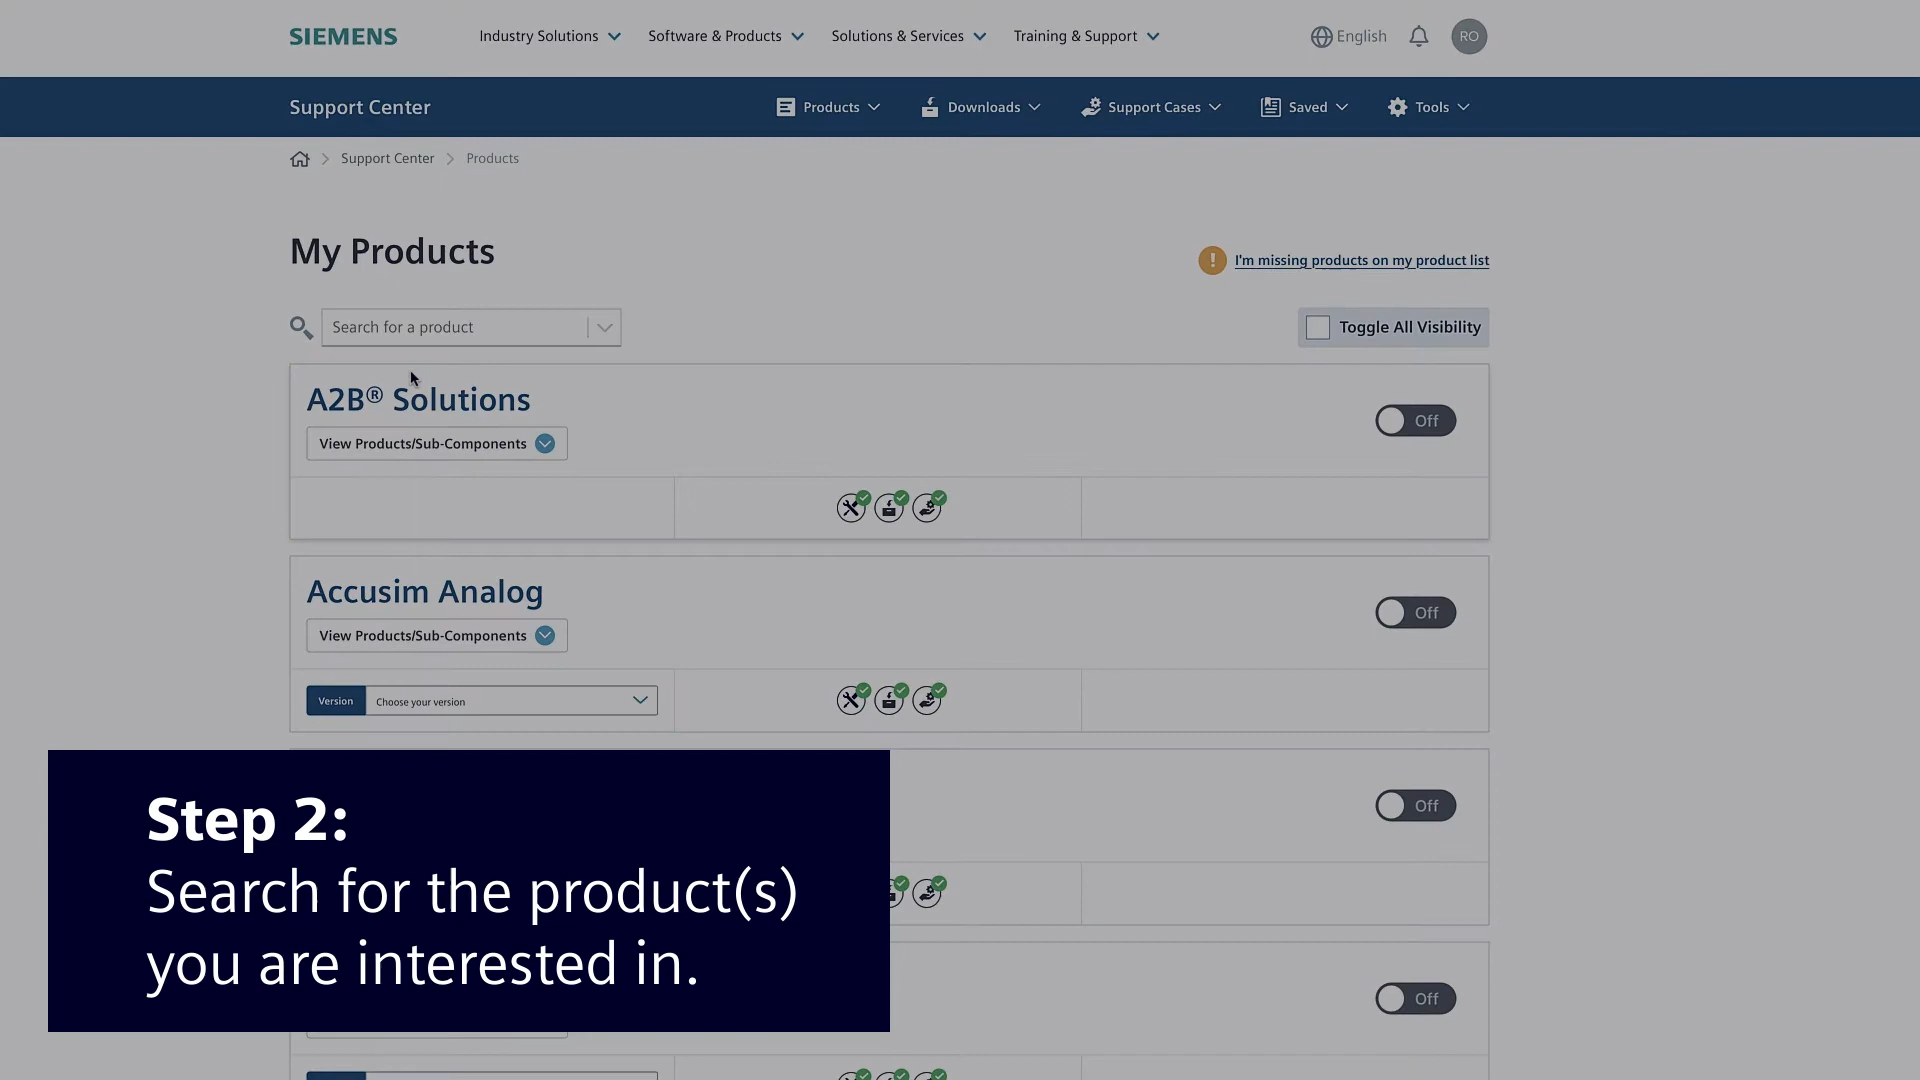 SIEMENS
Industry Solutions
Software & Products
Solutions & Services
Training & Support
English
RO
Support Center
Products
Downloads
Support Cases
Saved
Tools
Support Center
Products
My Products
I'm missing products on my product list
Search for a product
Toggle All Visibility
A2B® Solutions
Off
View Products/Sub-Components
Accusim Analog
Off
View Products/Sub-Components
Version
Choose your version
Off
Off
Step 2:
Search for the product(s)
you are interested in.